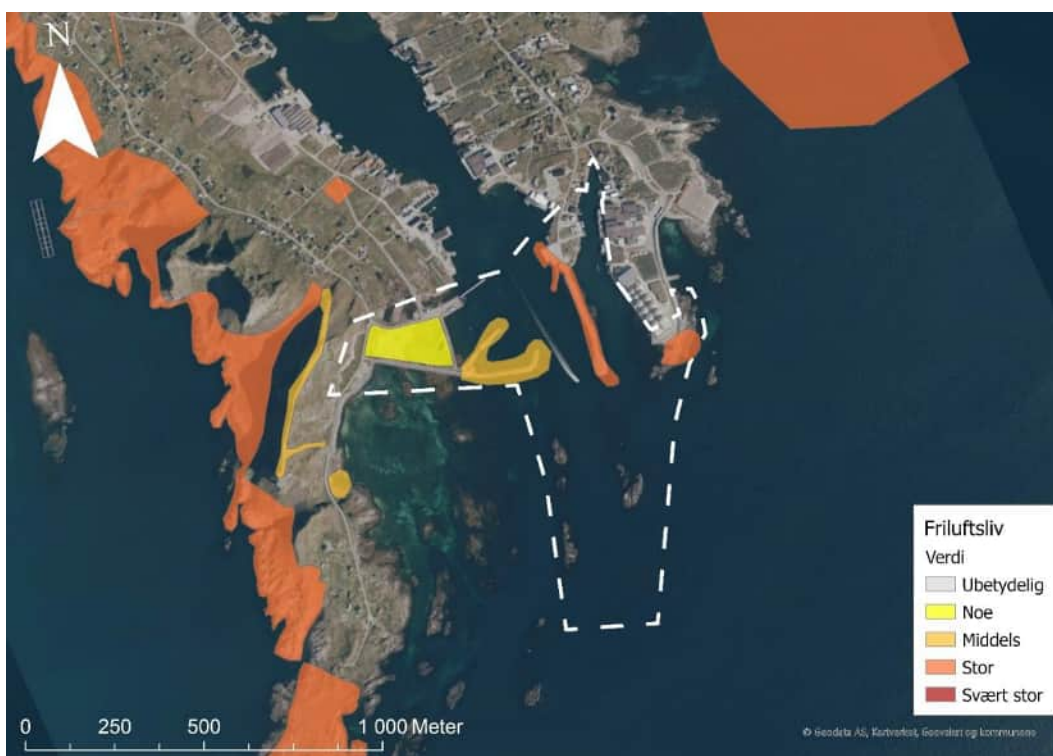 N
Friluftsliv
Verdi
Ubetydelig
Noe
Middels
Stor
Svært stor
0 250 500 1 000 Meter
© Geodata AS, Kartverket, Geovekst og kommunene